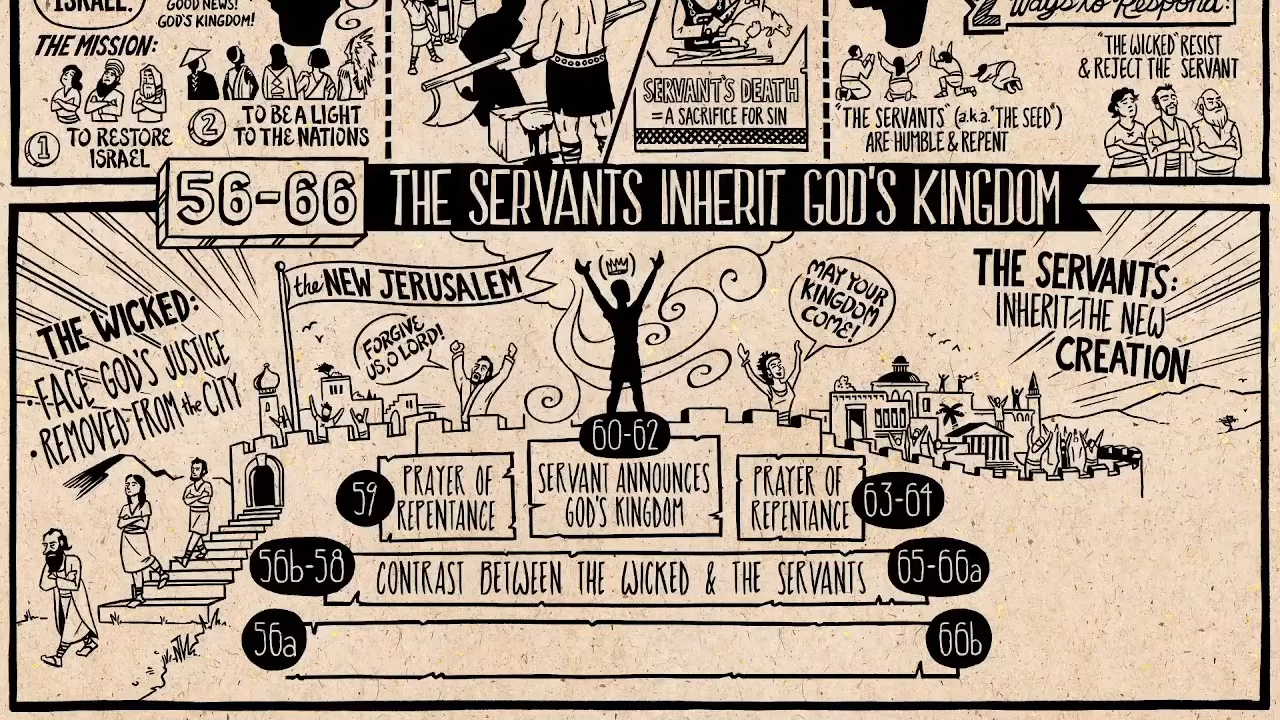 ISRAEL.
GOOD NEWS!
GOD'S KINGDOM!
THE MISSION:
1 TO RESTORE
ISRAEL
2 TO BE A LIGHT
TO THE NATIONS
SERVANT'S DEATH
= A SACRIFICE FOR SIN
2 Ways to Respond:
"THE SERVANTS" (a.k.a. "THE SEED")
ARE HUMBLE & REPENT
"THE WICKED" RESIST
& REJECT THE SERVANT
56-66 THE SERVANTS INHERIT GOD'S KINGDOM
THE WICKED:
• FACE GOD'S JUSTICE
• REMOVED FROM the CITY
the NEW JERUSALEM
FORGIVE
US, O LORD!
MAY YOUR
KINGDOM
COME!
THE SERVANTS:
INHERIT THE NEW
CREATION
60-62
SERVANT ANNOUNCES
GOD'S KINGDOM
59
PRAYER OF
REPENTANCE
PRAYER OF
REPENTANCE
63-64
56b-58 CONTRAST BETWEEN THE WICKED & THE SERVANTS 65-66a
56a 66b